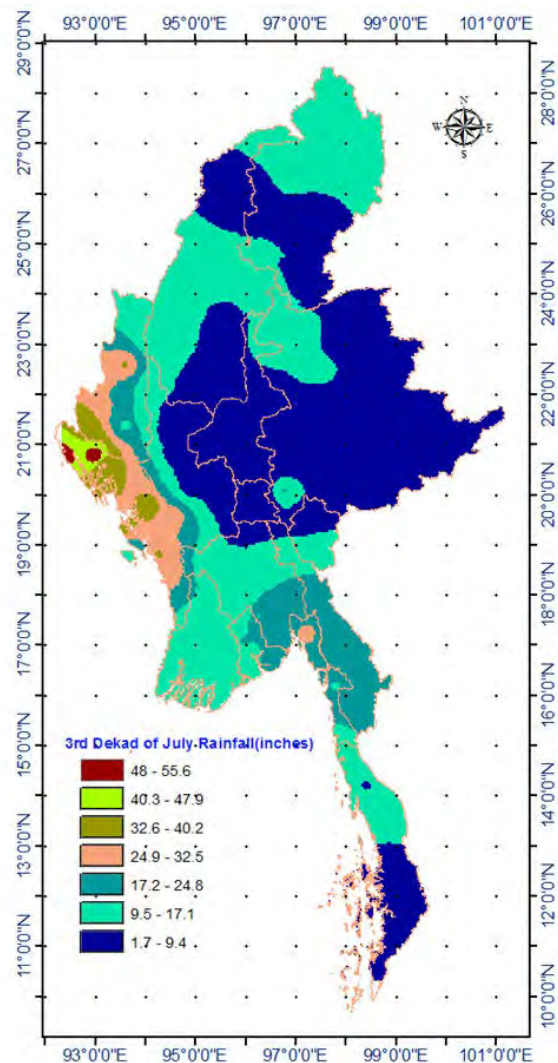 93°0'0"E 95°0'0"E 97°0'0"E 99°0'0"E 101°0'0"E
29°0'0"N
28°0'0"N
N
W E
S
27°0'0"N
26°0'0"N
25°0'0"N
24°0'0"N
23°0'0"N
22°0'0"N
21°0'0"N
20°0'0"N
19°0'0"N
18°0'0"N
17°0'0"N
16°0'0"N
15°0'0"N
3rd Dekad of July-Rainfall(inches)
48 - 55.6
14°0'0"N
40.3 - 47.9
32.6 - 40.2
13°0'0"N
24.9 - 32.5
17.2 - 24.8
12°0'0"N
9.5 - 17.1
1.7 - 9.4
11°0'0"N
10°0'0"N
93°0'0"E 95°0'0"E 97°0'0"E 99°0'0"E 101°0'0"E